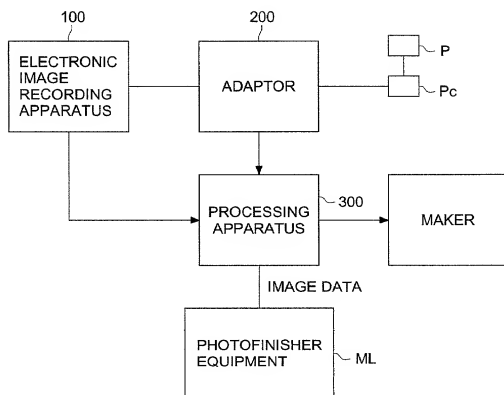 100
200
ELECTRONIC
IMAGE
RECORDING
APPARATUS
ADAPTOR
P
Pc
PROCESSING
APPARATUS
300
MAKER
IMAGE DATA
PHOTOFINISHER
EQUIPMENT
ML